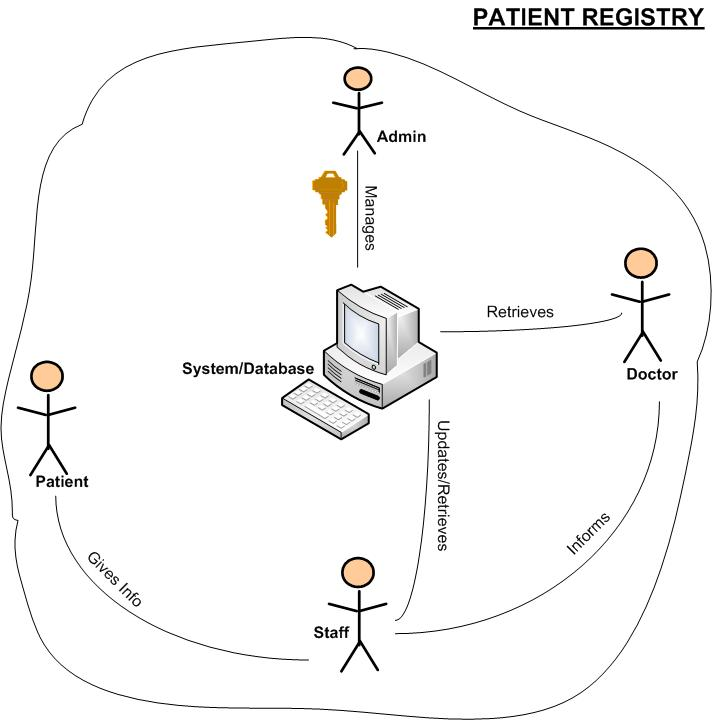 PATIENT REGISTRY
Admin
Manages
Retrieves
System/Database
Doctor
Patient
Updates/Retrieves
Informs
Gives Info
Staff